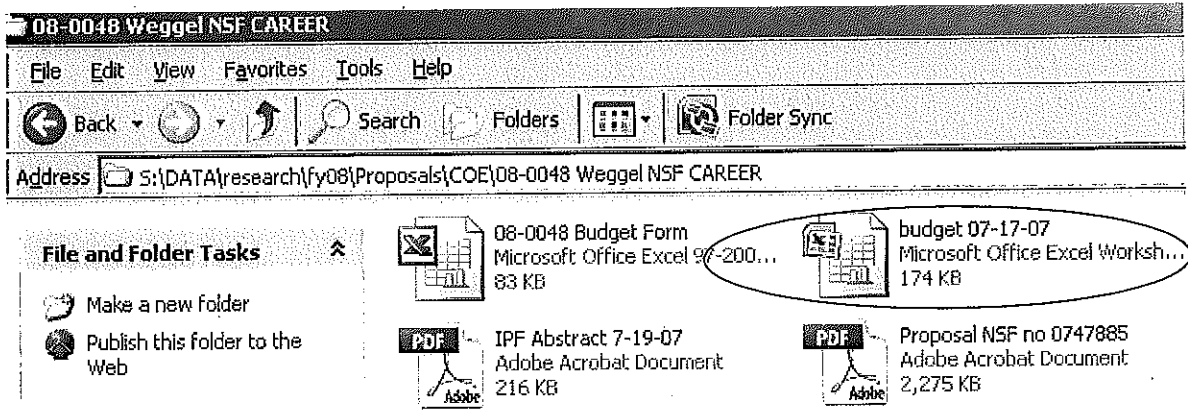 08-0048 Weggel NSF CAREER
File Edit View Favorites Tools Help
Back Search Folders Folder Sync
Address S:\DATA\research\fy08\Proposals\COE\08-0048 Weggel NSF CAREER
File and Folder Tasks
Make a new folder
Publish this folder to the
Web
08-0048 Budget Form
Microsoft Office Excel 97-200...
83 KB
budget 07-17-07
Microsoft Office Excel Worksh...
174 KB
PDF
Adobe
IPF Abstract 7-19-07
Adobe Acrobat Document
216 KB
PDF
Adobe
Proposal NSF no 0747885
Adobe Acrobat Document
2,275 KB